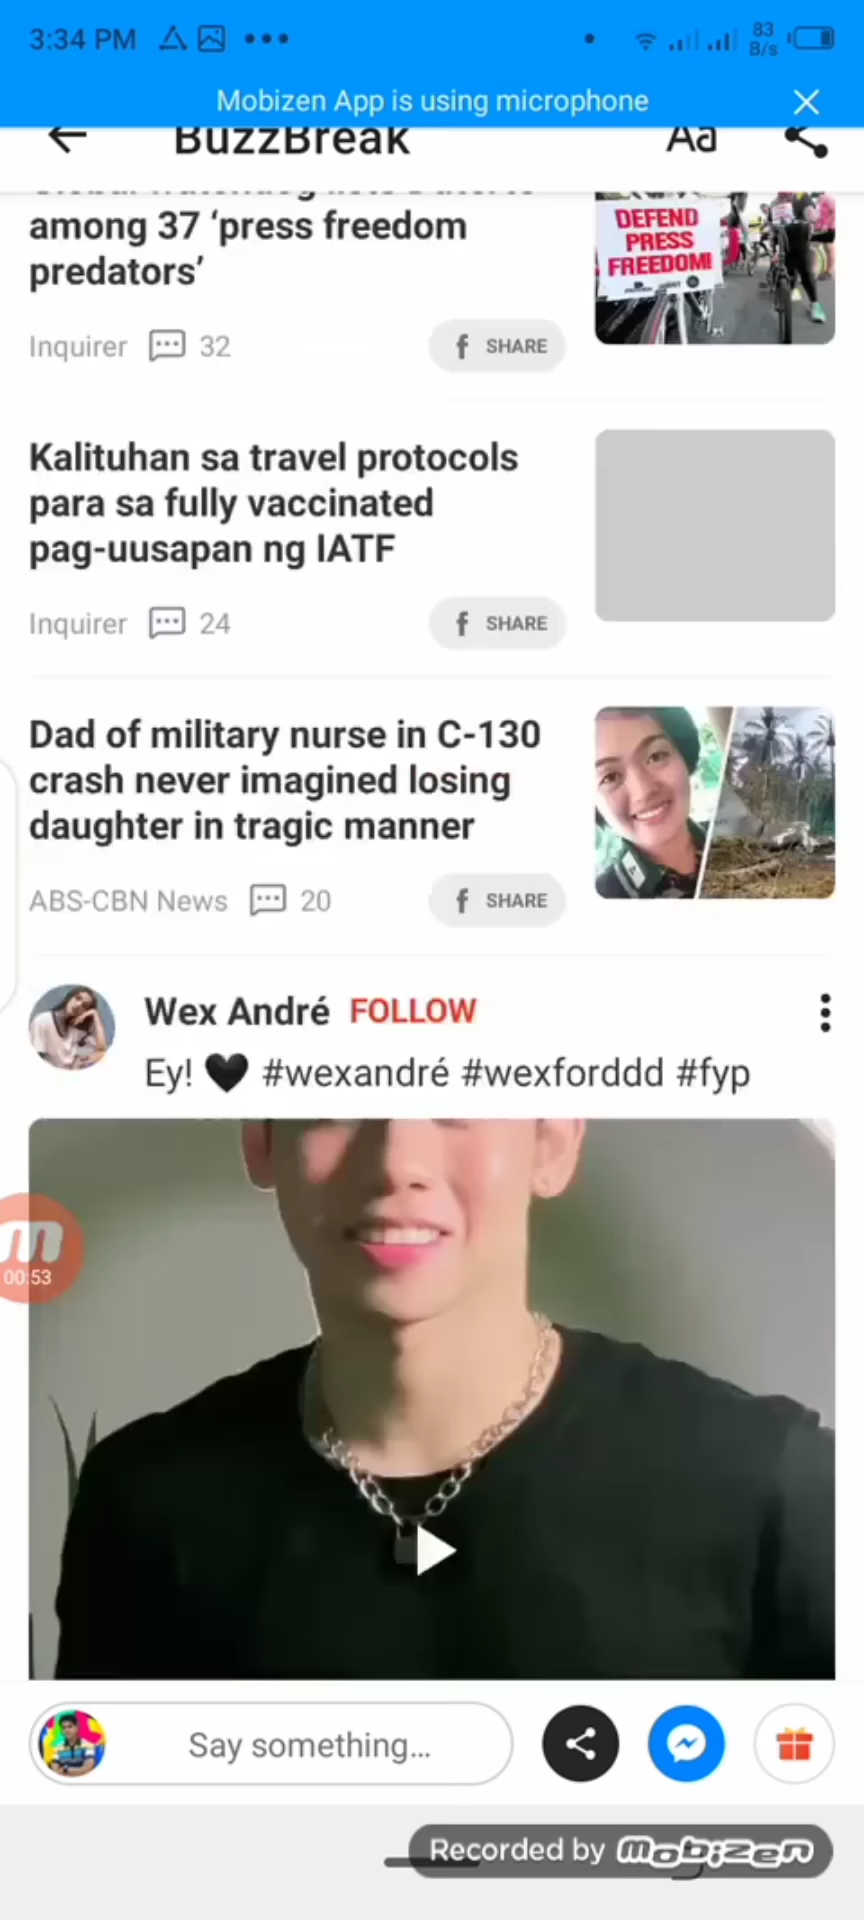 3:34 PM
83
B/s
Mobizen App is using microphone
BuzzBreak
Aa
among 37 ‘press freedom
predators’
DEFEND
PRESS
FREEDOM!
Inquirer 32
SHARE
Kalituhan sa travel protocols
para sa fully vaccinated
pag-uusapan ng IATF
Inquirer 24
SHARE
Dad of military nurse in C-130
crash never imagined losing
daughter in tragic manner
ABS-CBN News 20
SHARE
Wex André FOLLOW
Ey! 🖤 #wexandré #wexforddd #fyp
m
00:53
Say something...
Recorded by mobizen